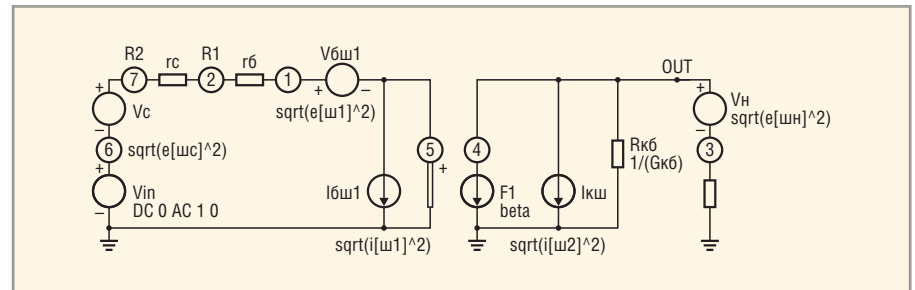 R2 R1 Vбш1 OUT
rc rб
7 2 1 + − + Vн
+ Vc sqrt(e[ш1]^2) sqrt(e[шн]^2)
− Rкб −
6 sqrt(e[шс]^2) 5 4 1/(Gкб) 3
+ + 
Vin Iбш1 F1 Iкш
− DC 0 AC 1 0 beta
sqrt(i[ш1]^2) sqrt(i[ш2]^2)